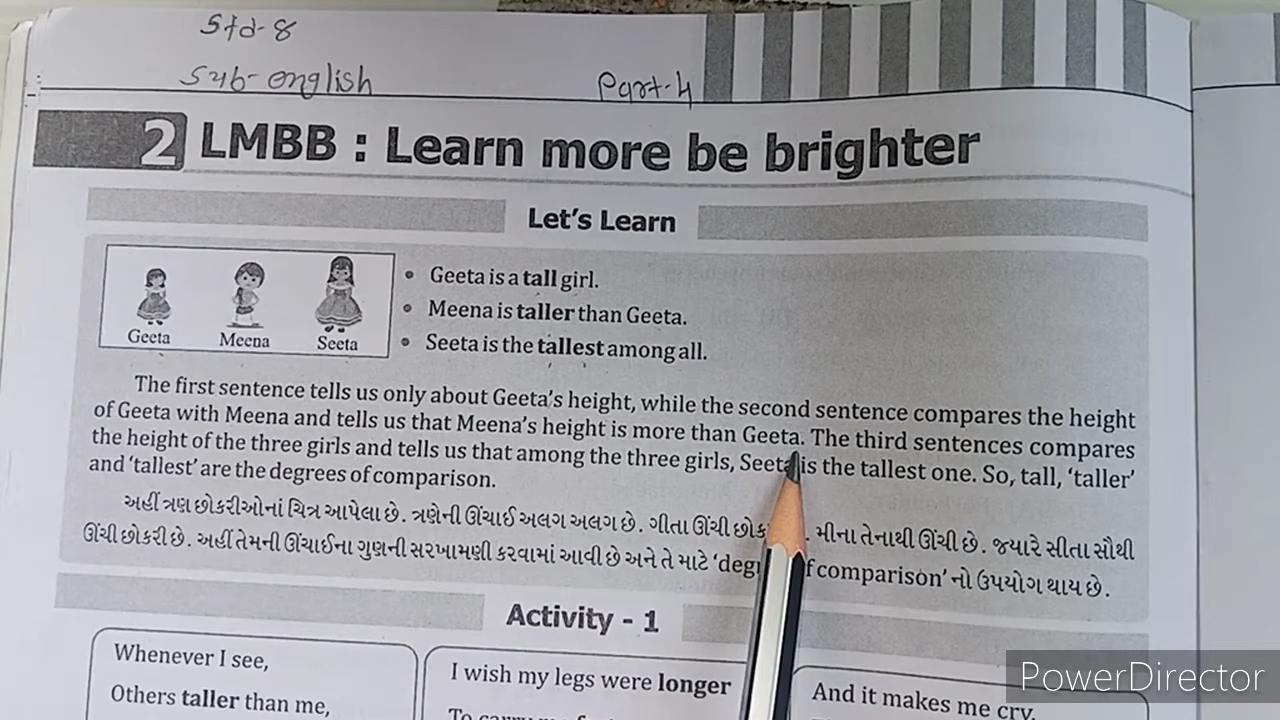 Std-8
Sub-English
Part-4
2 LMBB : Learn more be brighter
Let's Learn
Geeta Meena Seeta
• Geeta is a tall girl.
• Meena is taller than Geeta.
• Seeta is the tallest among all.
The first sentence tells us only about Geeta's height, while the second sentence compares the height
of Geeta with Meena and tells us that Meena's height is more than Geeta. The third sentences compares
the height of the three girls and tells us that among the three girls, Seeta is the tallest one. So, tall, 'taller'
and 'tallest' are the degrees of comparison.
અહીં ત્રણ છોકરીઓનાં ચિત્ર આપેલા છે. ત્રણેની ઊંચાઈ અલગ અલગ છે. ગીતા ઊંચી . મીના તેનાથી ઊંચી છે. જ્યારે સીતા સૌથી
ઊંચી છોકરી છે. અહીં તેમની ઊંચાઈના ગુણની સરખામણી કરવામાં આવી છે અને તે માટે comparison' નો ઉપયોગ થાય છે.
Activity - 1
Whenever I see,
Others taller than me,
I wish my legs were longer
And it makes me cry.
PowerDirector